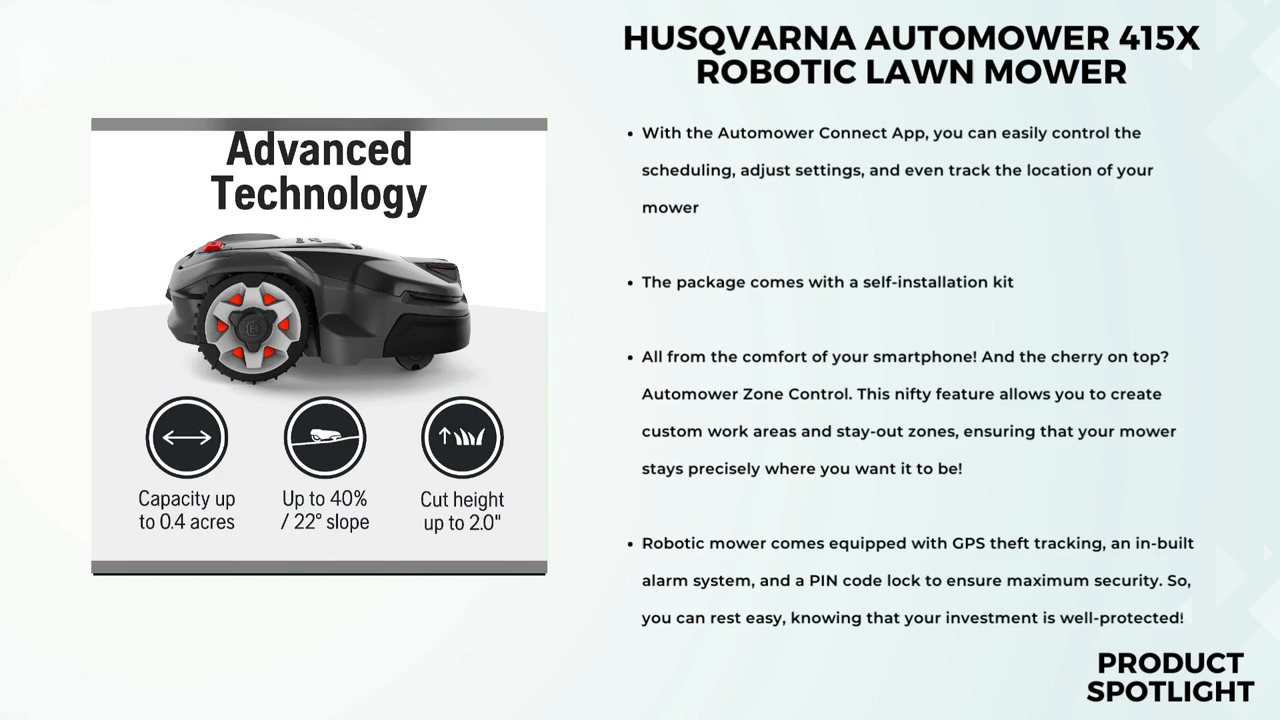 HUSQVARNA AUTOMOWER 415X
ROBOTIC LAWN MOWER
Advanced
Technology
Capacity up
to 0.4 acres
Up to 40%
/ 22° slope
Cut height
up to 2.0"
• With the Automower Connect App, you can easily control the
scheduling, adjust settings, and even track the location of your
mower
• The package comes with a self-installation kit
• All from the comfort of your smartphone! And the cherry on top?
Automower Zone Control. This nifty feature allows you to create
custom work areas and stay-out zones, ensuring that your mower
stays precisely where you want it to be!
• Robotic mower comes equipped with GPS theft tracking, an in-built
alarm system, and a PIN code lock to ensure maximum security. So,
you can rest easy, knowing that your investment is well-protected!
PRODUCT
SPOTLIGHT